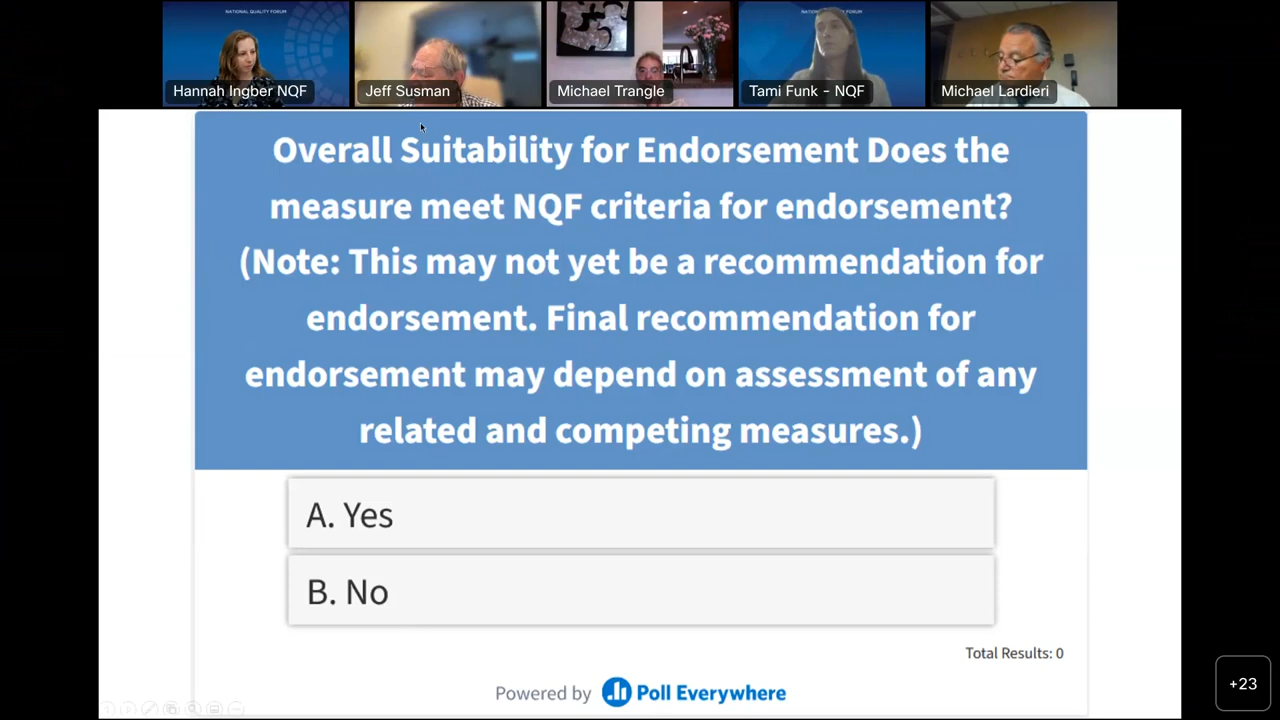 NATIONAL QUALITY FORUM
Hannah Ingber NQF
Jeff Susman
Michael Trangle
Tami Funk - NQF
Michael Lardieri
Overall Suitability for Endorsement Does the
measure meet NQF criteria for endorsement?
(Note: This may not yet be a recommendation for
endorsement. Final recommendation for
endorsement may depend on assessment of any
related and competing measures.)
A. Yes
B. No
Total Results: 0
Powered by Poll Everywhere
+23